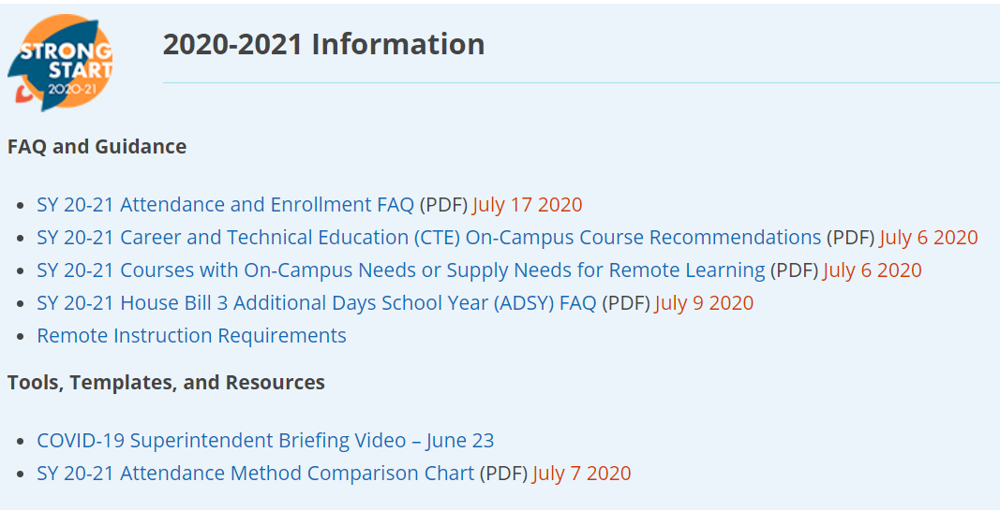 STRONG
START
2020-21
2020-2021 Information
FAQ and Guidance
SY 20-21 Attendance and Enrollment FAQ (PDF) July 17 2020
SY 20-21 Career and Technical Education (CTE) On-Campus Course Recommendations (PDF) July 6 2020
SY 20-21 Courses with On-Campus Needs or Supply Needs for Remote Learning (PDF) July 6 2020
SY 20-21 House Bill 3 Additional Days School Year (ADSY) FAQ (PDF) July 9 2020
Remote Instruction Requirements
Tools, Templates, and Resources
COVID-19 Superintendent Briefing Video – June 23
SY 20-21 Attendance Method Comparison Chart (PDF) July 7 2020